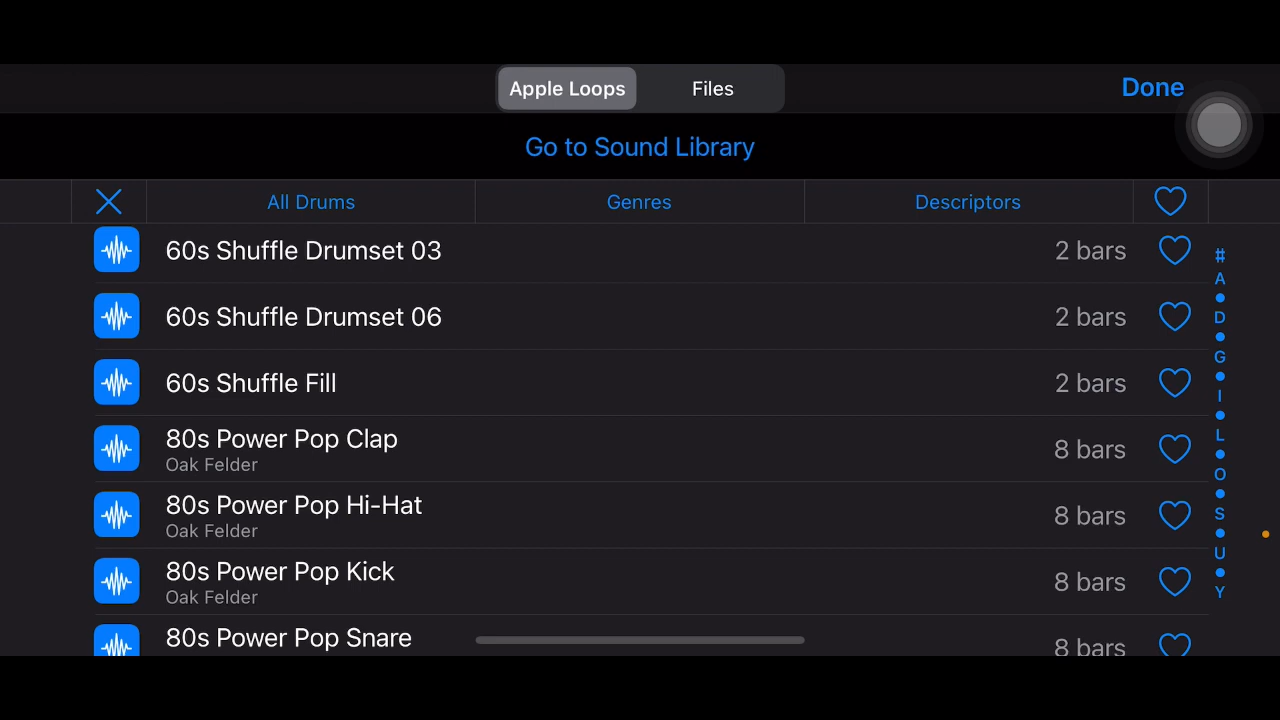 Apple Loops Files Done
Go to Sound Library
All Drums Genres Descriptors
60s Shuffle Drumset 03 2 bars
60s Shuffle Drumset 06 2 bars
60s Shuffle Fill 2 bars
80s Power Pop Clap 8 bars
Oak Felder
80s Power Pop Hi-Hat 8 bars
Oak Felder
80s Power Pop Kick 8 bars
Oak Felder
80s Power Pop Snare 8 bars
#
A
D
G
I
L
O
S
U
Y